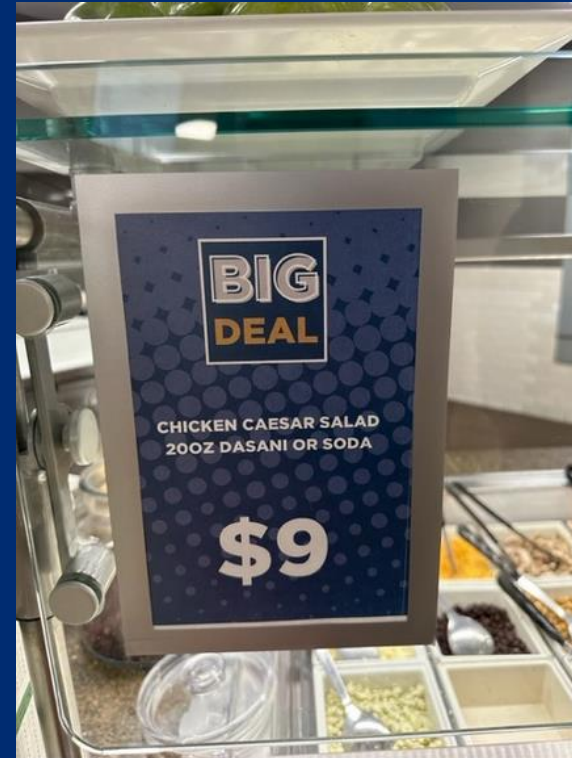 BIG
DEAL
CHICKEN CAESAR SALAD
20OZ DASANI OR SODA
$9